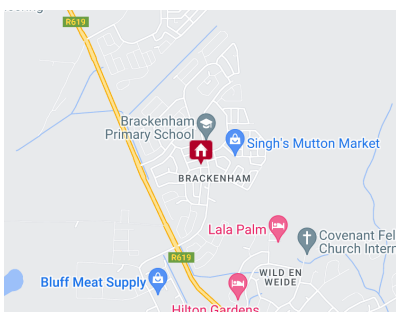 R619
Brackenham
Primary School
Singh's Mutton Market
BRACKENHAM
Lala Palm
Covenant Fel
Church Intern
R619
WILD EN
WEIDE
Bluff Meat Supply
Hilton Gardens